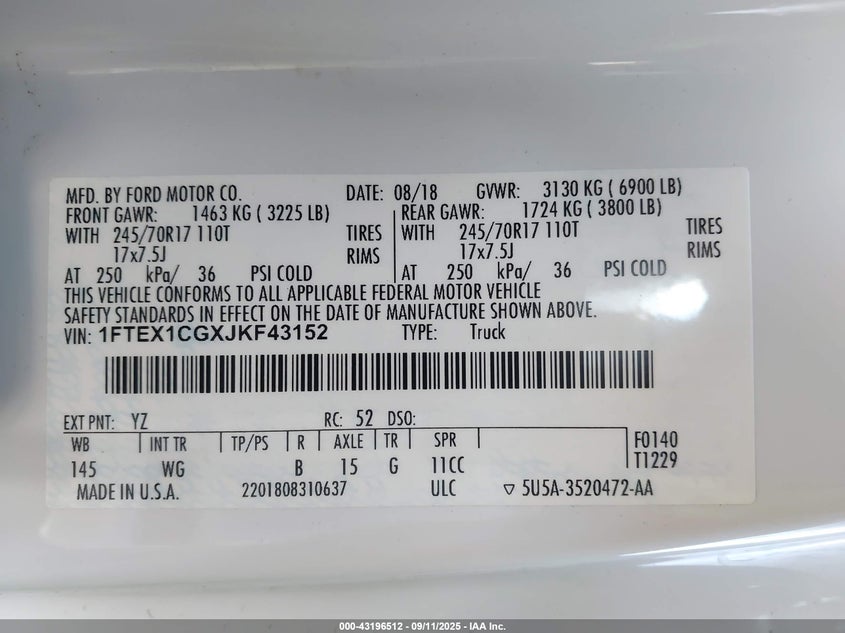 MFD. BY FORD MOTOR CO. DATE: 08/18 GVWR: 3130 KG ( 6900 LB)
FRONT GAWR: 1463 KG ( 3225 LB) REAR GAWR: 1724 KG ( 3800 LB)
WITH 245/70R17 110T TIRES WITH 245/70R17 110T TIRES
17x7.5J RIMS 17x7.5J RIMS
AT 250 kPa/ 36 PSI COLD AT 250 kPa/ 36 PSI COLD
THIS VEHICLE CONFORMS TO ALL APPLICABLE FEDERAL MOTOR VEHICLE
SAFETY STANDARDS IN EFFECT ON THE DATE OF MANUFACTURE SHOWN ABOVE.
VIN: 1FTEX1CGXJKF43152 TYPE: Truck
EXT PNT: YZ RC: 52 DSO:
WB INT TR TP/PS R AXLE TR SPR F0140
145 WG B 15 G 11CC T1229
MADE IN U.S.A. 2201808310637 ULC ▽ 5U5A-3520472-AA
000-43196512 - 09/11/2025 - IAA Inc.